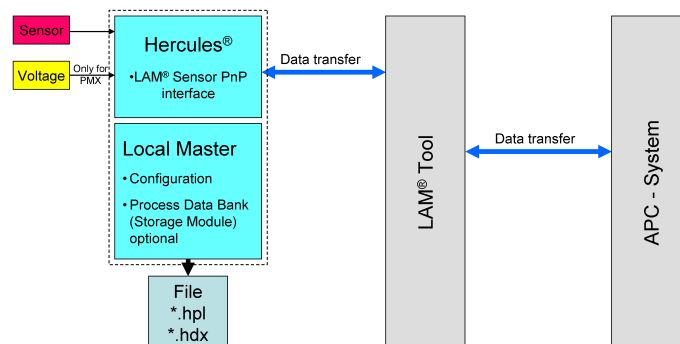 Sensor
Voltage
Only for
PMX
Hercules®
•LAM® Sensor PnP
interface
Local Master
• Configuration
• Process Data Bank
(Storage Module)
optional
File
*.hpl
*.hdx
Data transfer
LAM® Tool
Data transfer
APC - System